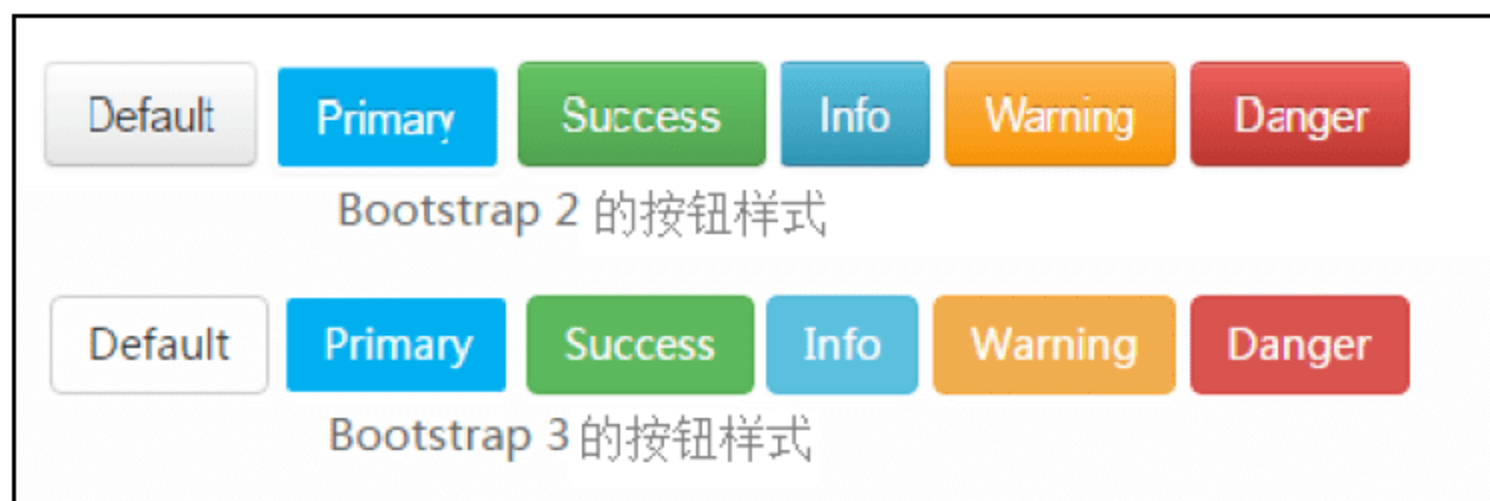 Default Primary Success Info Warning Danger
Bootstrap 2 的按钮样式
Default Primary Success Info Warning Danger
Bootstrap 3 的按钮样式